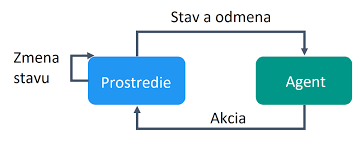 Stav a odmena
Zmena
stavu
Prostredie
Agent
Akcia